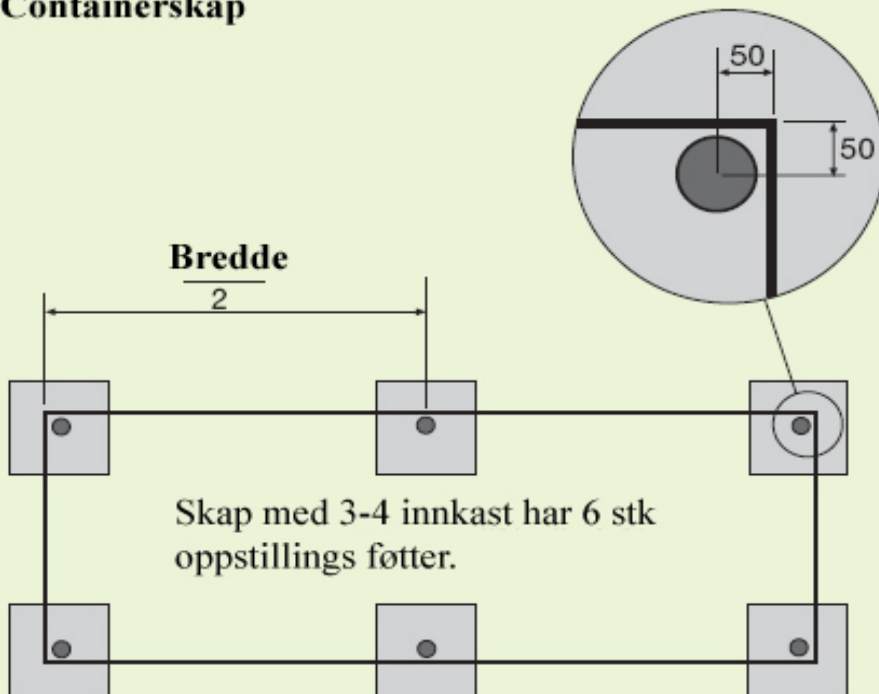 Containerskap
50
50
Bredde
2
Skap med 3-4 innkast har 6 stk
oppstillings føtter.